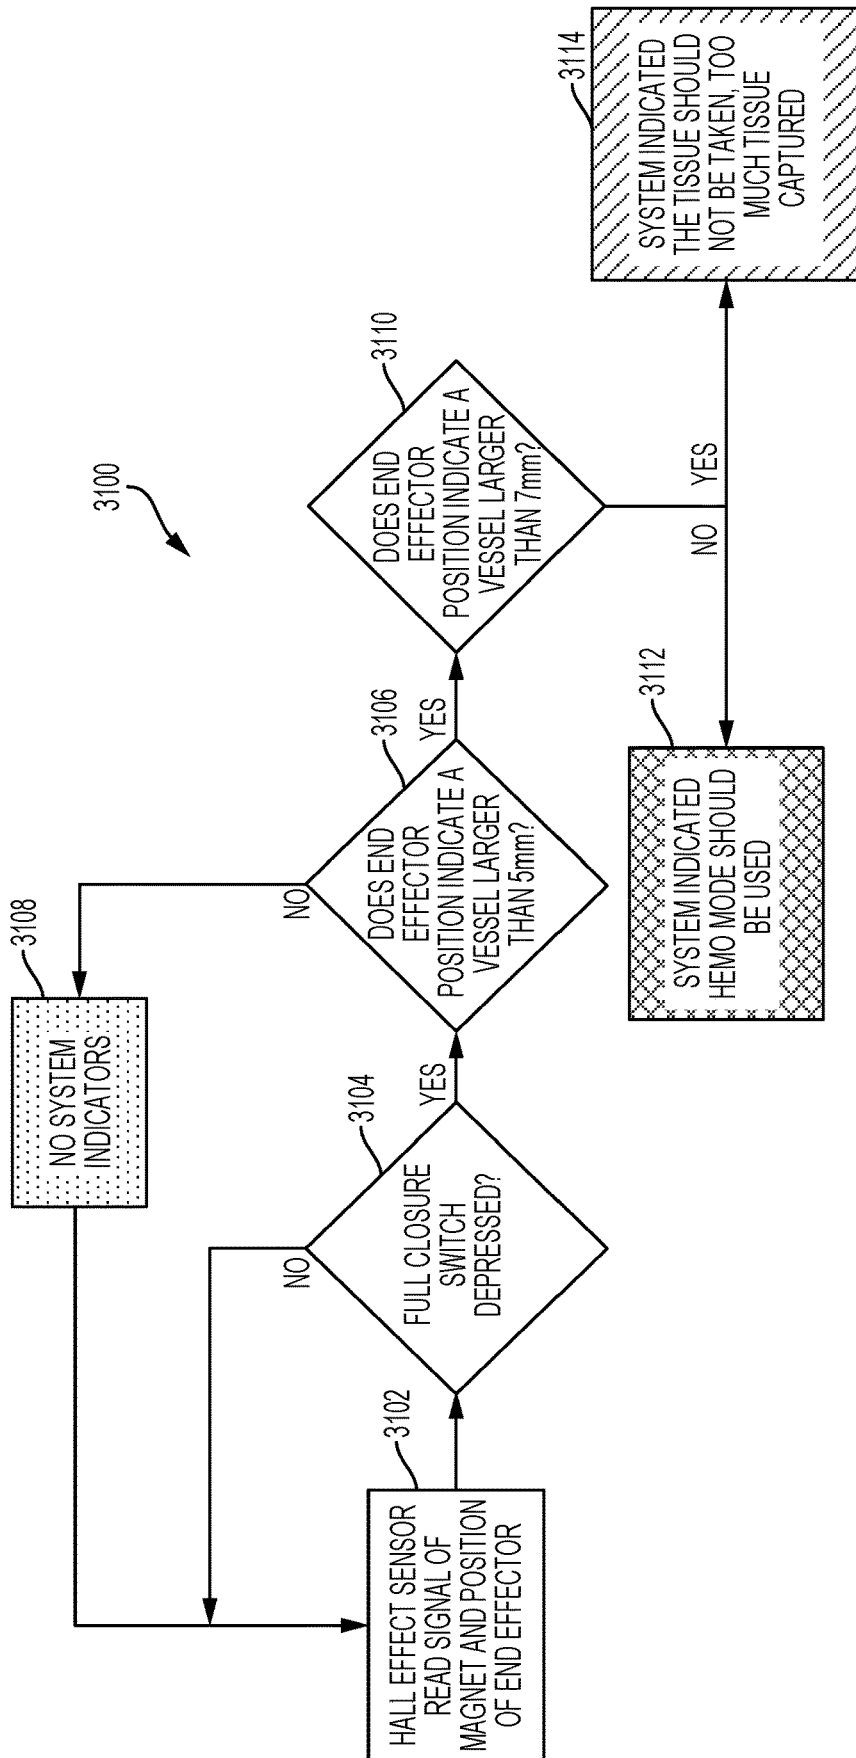 3100
HALL EFFECT SENSOR
READ SIGNAL OF
MAGNET AND POSITION
OF END EFFECTOR
3102
FULL CLOSURE
SWITCH
DEPRESSED?
3104
NO
YES
DOES END
EFFECTOR
POSITION INDICATE A
VESSEL LARGER
THAN 5mm?
3106
NO
YES
NO SYSTEM
INDICATORS
3108
DOES END
EFFECTOR
POSITION INDICATE A
VESSEL LARGER
THAN 7mm?
3110
NO
YES
SYSTEM INDICATED
HEMO MODE SHOULD
BE USED
3112
SYSTEM INDICATED
THE TISSUE SHOULD
NOT BE TAKEN, TOO
MUCH TISSUE
CAPTURED
3114